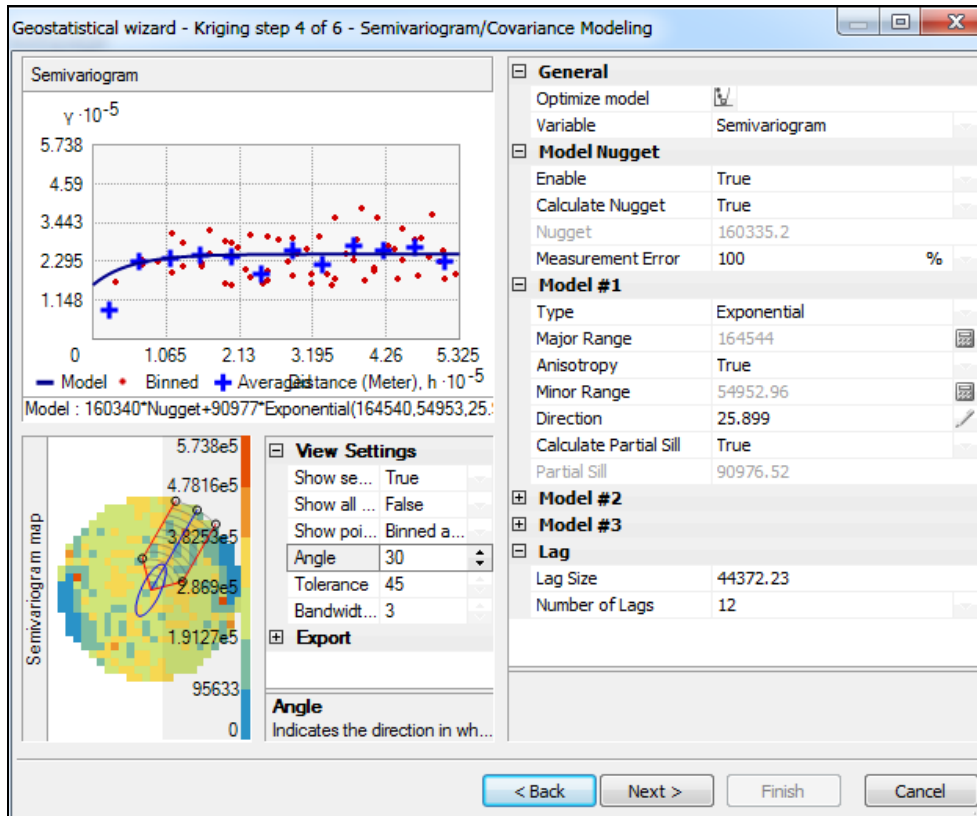 Geostatistical wizard - Kriging step 4 of 6 - Semivariogram/Covariance Modeling
Semivariogram
γ ·10⁻⁵
5.738
4.59
3.443
2.295
1.148
0 1.065 2.13 3.195 4.26 5.325
Model Binned Averaged Distance (Meter), h ·10⁻⁵
Model : 160340*Nugget+90977*Exponential(164540,54953,25.
Semivariogram map
5.738e5
4.7816e5
3.8253e5
2.869e5
1.9127e5
95633
0
View Settings
Show se... True
Show all ... False
Show poi... Binned a...
Angle 30
Tolerance 45
Bandwidt... 3
Export
Angle
Indicates the direction in wh...
General
Optimize model
Variable Semivariogram
Model Nugget
Enable True
Calculate Nugget True
Nugget 160335.2
Measurement Error 100 %
Model #1
Type Exponential
Major Range 164544
Anisotropy True
Minor Range 54952.96
Direction 25.899
Calculate Partial Sill True
Partial Sill 90976.52
Model #2
Model #3
Lag
Lag Size 44372.23
Number of Lags 12
< Back Next > Finish Cancel